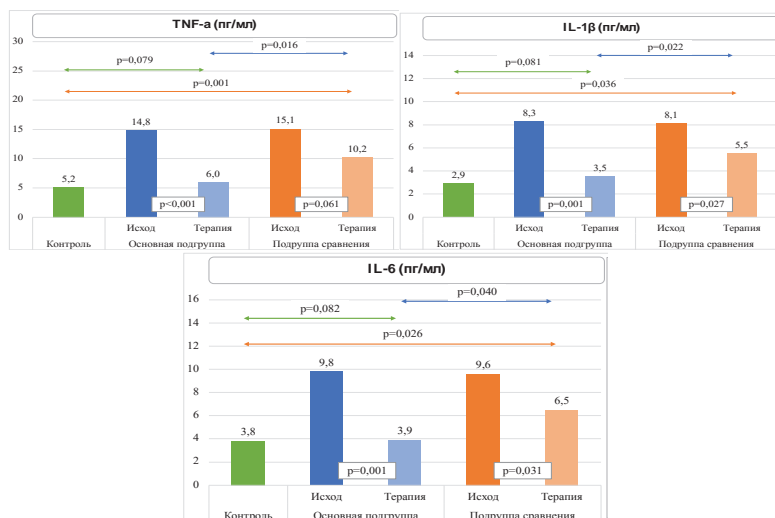 TNF-a (пг/мл)
30
25
20
15
10
5
0
p=0,016
p=0,079
p=0,001
5,2
14,8
6,0
15,1
10,2
p<0,001
p=0,061
Исход
Терапия
Исход
Терапия
Контроль
Основная подгруппа
Подруппа сравнения
IL-1β (пг/мл)
14
12
10
8
6
4
2
0
p=0,022
p=0,081
p=0,036
2,9
8,3
3,5
8,1
5,5
p=0,001
p=0,027
Исход
Терапия
Исход
Терапия
Контроль
Основная подгруппа
Подруппа сравнения
IL-6 (пг/мл)
16
14
12
10
8
6
4
2
0
p=0,040
p=0,082
p=0,026
3,8
9,8
3,9
9,6
6,5
p=0,001
p=0,031
Исход
Терапия
Исход
Терапия
Контроль
Основная подгруппа
Подруппа сравнения